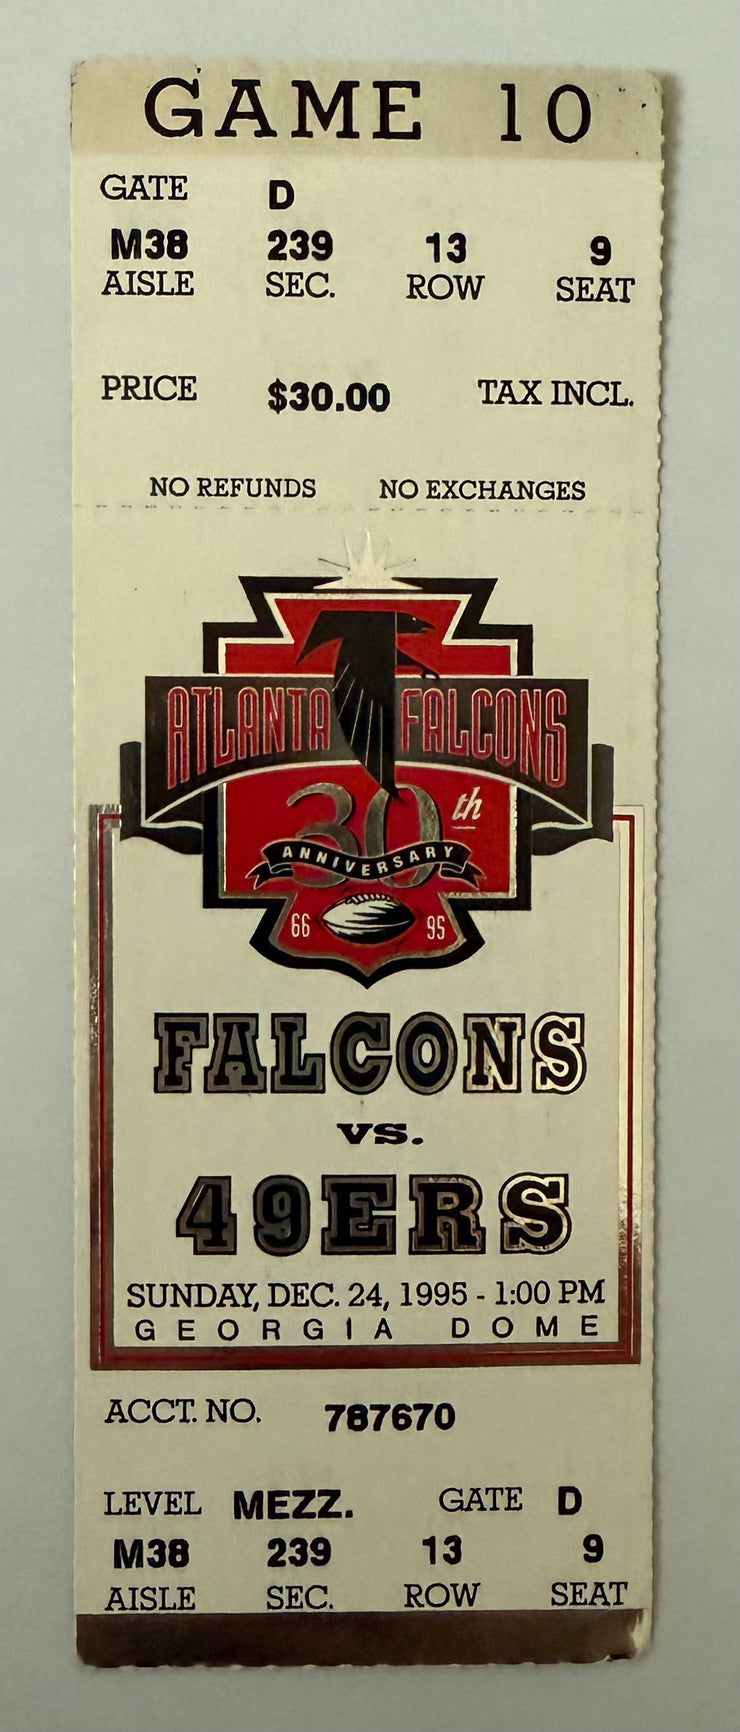 GAME 10
GATE D
M38 239 13 9
AISLE SEC. ROW SEAT
PRICE $30.00 TAX INCL.
NO REFUNDS NO EXCHANGES
ATLANTA FALCONS
30th
ANNIVERSARY
66 95
FALCONS
VS.
49ERS
SUNDAY, DEC. 24, 1995 - 1:00 PM
GEORGIA DOME
ACCT. NO. 787670
LEVEL MEZZ. GATE D
M38 239 13 9
AISLE SEC. ROW SEAT